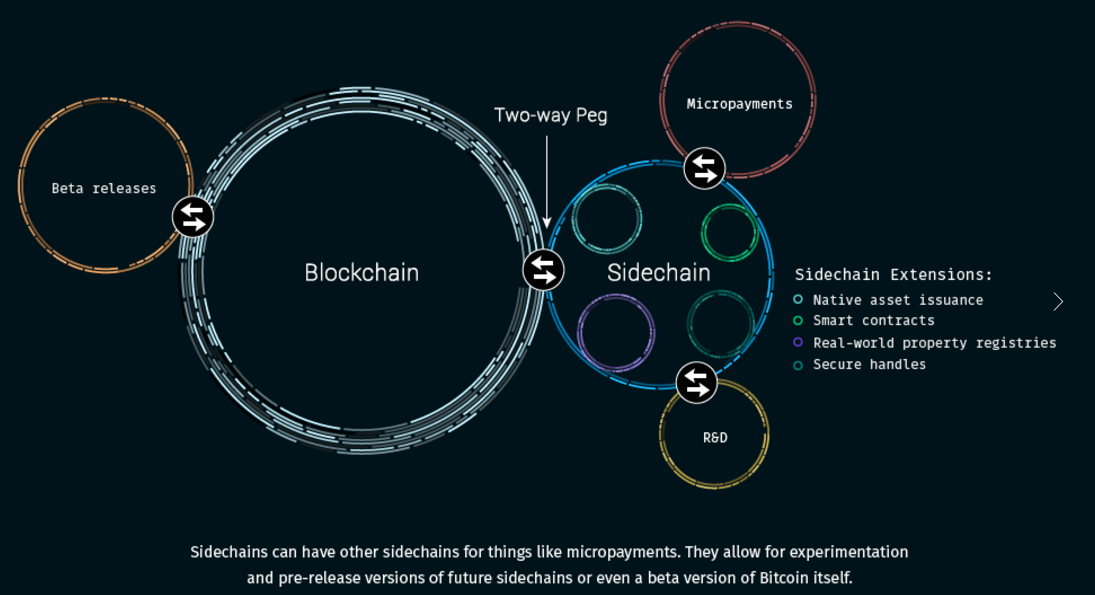 Micropayments
Two-way Peg
Beta releases
Blockchain
Sidechain
Sidechain Extensions:
Native asset issuance
Smart contracts
Real-world property registries
Secure handles
R&D
Sidechains can have other sidechains for things like micropayments. They allow for experimentation
and pre-release versions of future sidechains or even a beta version of Bitcoin itself.